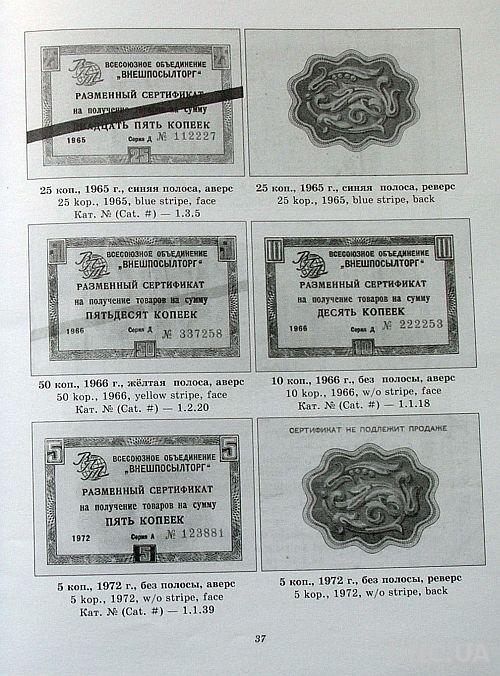 ВСЕСОЮЗНОЕ ОБЪЕДИНЕНИЕ
„ВНЕШПОСЫЛТОРГ"
РАЗМЕННЫЙ СЕРТИФИКАТ
на получение товаров на сумму
ДВАДЦАТЬ ПЯТЬ КОПЕЕК
1965 Серия Д № 112227
25
25 коп., 1965 г., синяя полоса, аверс
25 kop., 1965, blue stripe, face
Кат. № (Cat. #) — 1.3.5
25 коп., 1965 г., синяя полоса, реверс
25 kop., 1965, blue stripe, back
ВСЕСОЮЗНОЕ ОБЪЕДИНЕНИЕ
„ВНЕШПОСЫЛТОРГ"
РАЗМЕННЫЙ СЕРТИФИКАТ
на получение товаров на сумму
ПЯТЬДЕСЯТ КОПЕЕК
1966 Серия Д № 337258
50
50 коп., 1966 г., жёлтая полоса, аверс
50 kop., 1966, yellow stripe, face
Кат. № (Cat. #) — 1.2.20
ВСЕСОЮЗНОЕ ОБЪЕДИНЕНИЕ
„ВНЕШПОСЫЛТОРГ"
РАЗМЕННЫЙ СЕРТИФИКАТ
на получение товаров на сумму
ДЕСЯТЬ КОПЕЕК
1966 Серия Д № 222253
10
10 коп., 1966 г., без полосы, аверс
10 kop., 1966, w/o stripe, face
Кат. № (Cat. #) — 1.1.18
5 5
ВСЕСОЮЗНОЕ ОБЪЕДИНЕНИЕ
„ВНЕШПОСЫЛТОРГ"
РАЗМЕННЫЙ СЕРТИФИКАТ
на получение товаров на сумму
ПЯТЬ КОПЕЕК
1972 Серия А № 123881
5
5 коп., 1972 г., без полосы, аверс
5 kop., 1972, w/o stripe, face
Кат. № (Cat. #) — 1.1.39
СЕРТИФИКАТ НЕ ПОДЛЕЖИТ ПРОДАЖЕ
5 коп., 1972 г., без полосы, реверс
5 kop., 1972, w/o stripe, back
37